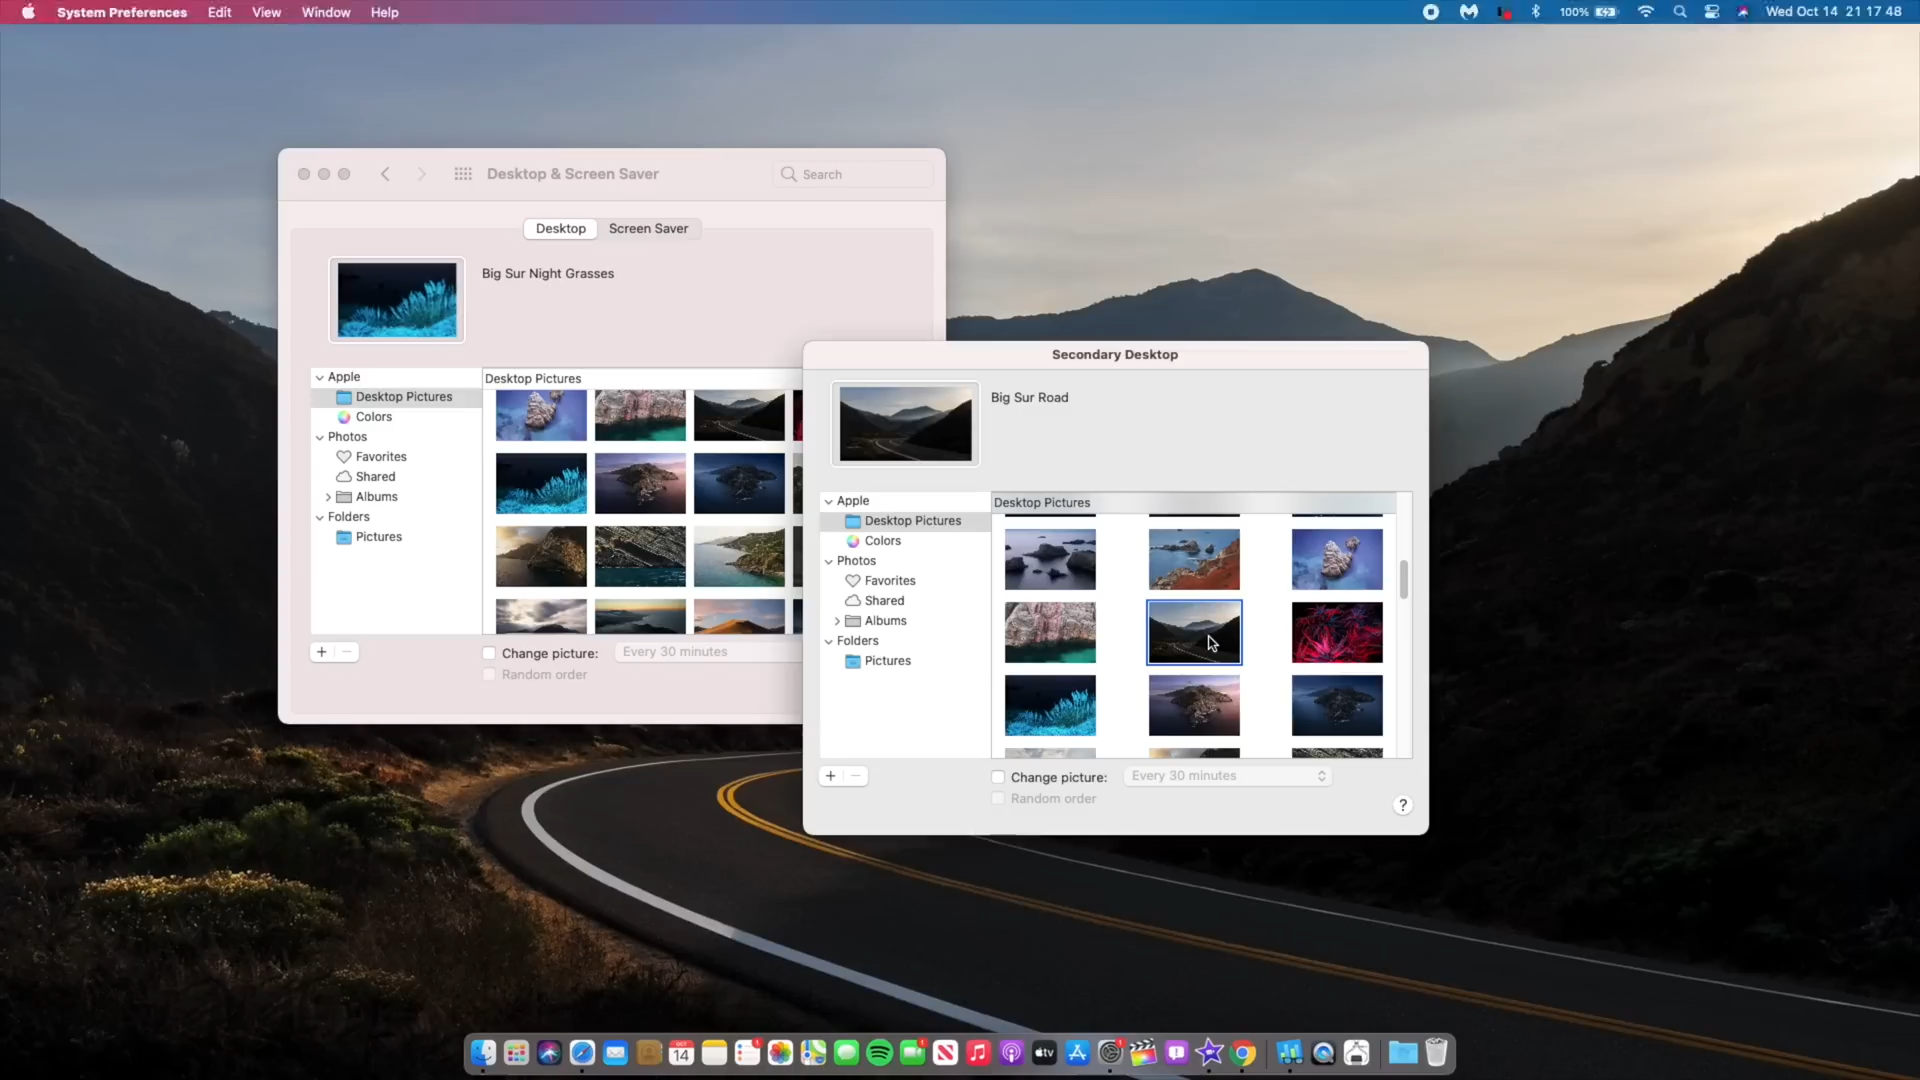 System Preferences Edit View Window Help
100% Wed Oct 14 21 17 48
Desktop & Screen Saver
Search
Desktop Screen Saver
Big Sur Night Grasses
Apple
Desktop Pictures
Colors
Photos
Favorites
Shared
Albums
Folders
Pictures
Desktop Pictures
+ −
Change picture: Every 30 minutes
Random order
Secondary Desktop
Big Sur Road
Apple
Desktop Pictures
Colors
Photos
Favorites
Shared
Albums
Folders
Pictures
Desktop Pictures
+ −
Change picture: Every 30 minutes
Random order
?
OCT
14
tv